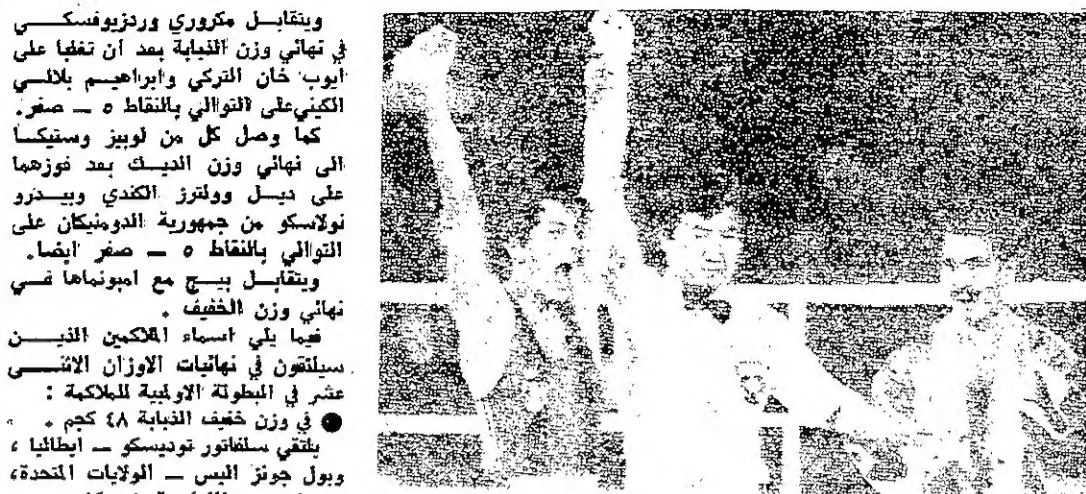 ويتقابل مكروري وردزيوفسكي
في نهائي وزن الذبابة بعد ان تغلبا على
ايوب خان التركي وابراهيم بلالي
الكيني على التوالي بالنقاط ٥ — صفر.
كما وصل كل من لوبيز وستيكا
الى نهائي وزن الديك بعد فوزهما
على ديل وولترز الكندي وبيدرو
نولاسكو من جمهورية الدومنيكان على
التوالي بالنقاط ٥ — صفر ايضا.
ويتقابل بيج مع امبونماها في
نهائي وزن الخفيف .
فيما يلي اسماء الملاكمين الذين
سيلتقون في نهائيات الاوزان الاثني
عشر في البطولة الاولمبية للملاكمة :
● في وزن خفيف الذبابة ٤٨ كجم .
يلتقي سلفاتور توديسكو — ايطاليا ،
وبول جونز اليس — الولايات المتحدة،